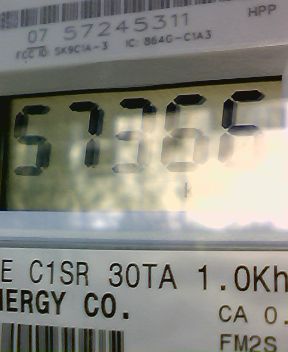 HPP
07 57245311
FCC ID SK9C1A-3 IC: 864G-C1A3
5736
E C1SR 30TA 1.0Kh
NERGY CO.
CA 0.
FM2S